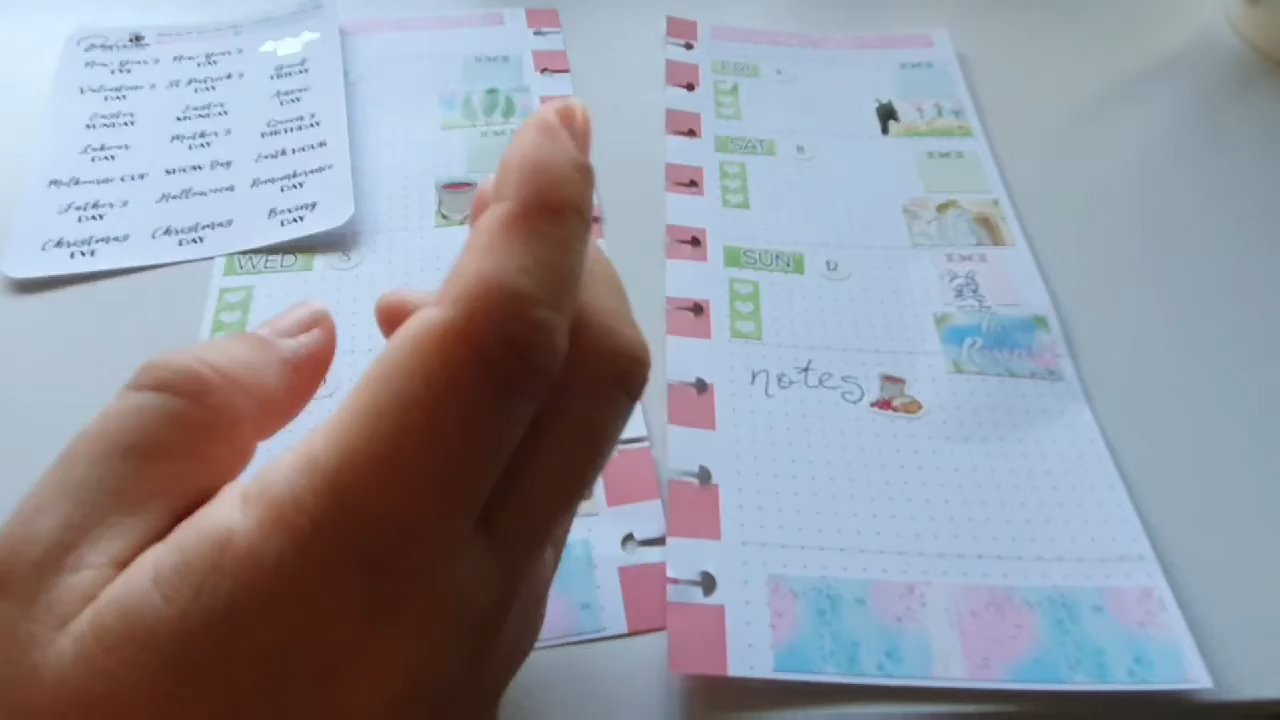 New Year's
EVE
New Year's
DAY
Good
FRIDAY
Valentine's
DAY
St Patrick's
DAY
Anzac
DAY
Easter
SUNDAY
Easter
MONDAY
Queen's
BIRTHDAY
Labour
DAY
Mother's
DAY
Earth HOUR
Melbourne CUP
SHOW Day
Remembrance
DAY
Father's
DAY
Halloween
Boxing
DAY
Christmas
EVE
Christmas
DAY
WED 8
FRI
SAT
SUN 12
notes